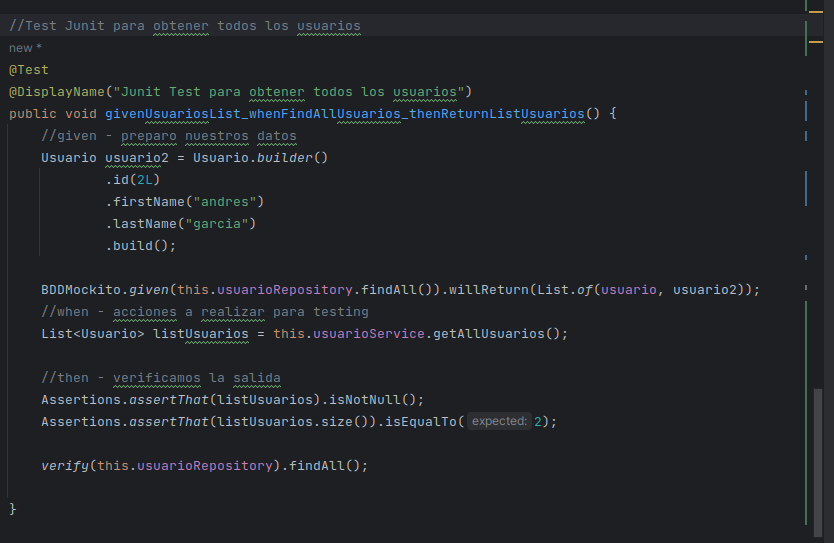 //Test Junit para obtener todos los usuarios
new *
@Test
@DisplayName("Junit Test para obtener todos los usuarios")
public void givenUsuariosList_whenFindAllUsuarios_thenReturnListUsuarios() {
//given - preparo nuestros datos
Usuario usuario2 = Usuario.builder()
.id(2L)
.firstName("andres")
.lastName("garcia")
.build();
BDDMockito.given(this.usuarioRepository.findAll()).willReturn(List.of(usuario, usuario2));
//when - acciones a realizar para testing
List<Usuario> listUsuarios = this.usuarioService.getAllUsuarios();
//then - verificamos la salida
Assertions.assertThat(listUsuarios).isNotNull();
Assertions.assertThat(listUsuarios.size()).isEqualTo( expected: 2);
verify(this.usuarioRepository).findAll();
}